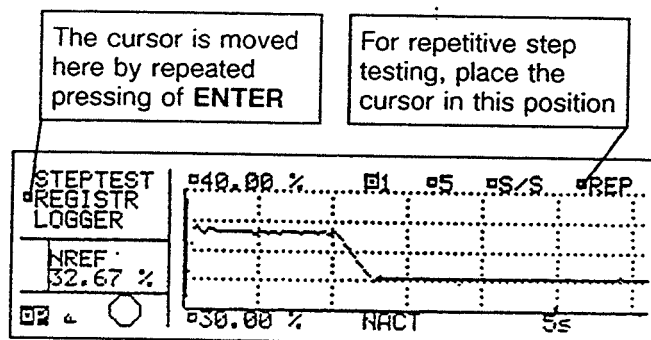 The cursor is moved
here by repeated
pressing of ENTER
For repetitive step
testing, place the
cursor in this position
STEPTEST
REGISTR
LOGGER
40.00 % 1 5 S/S REP
NREF
32.67 %
30.00 % NACT 5s